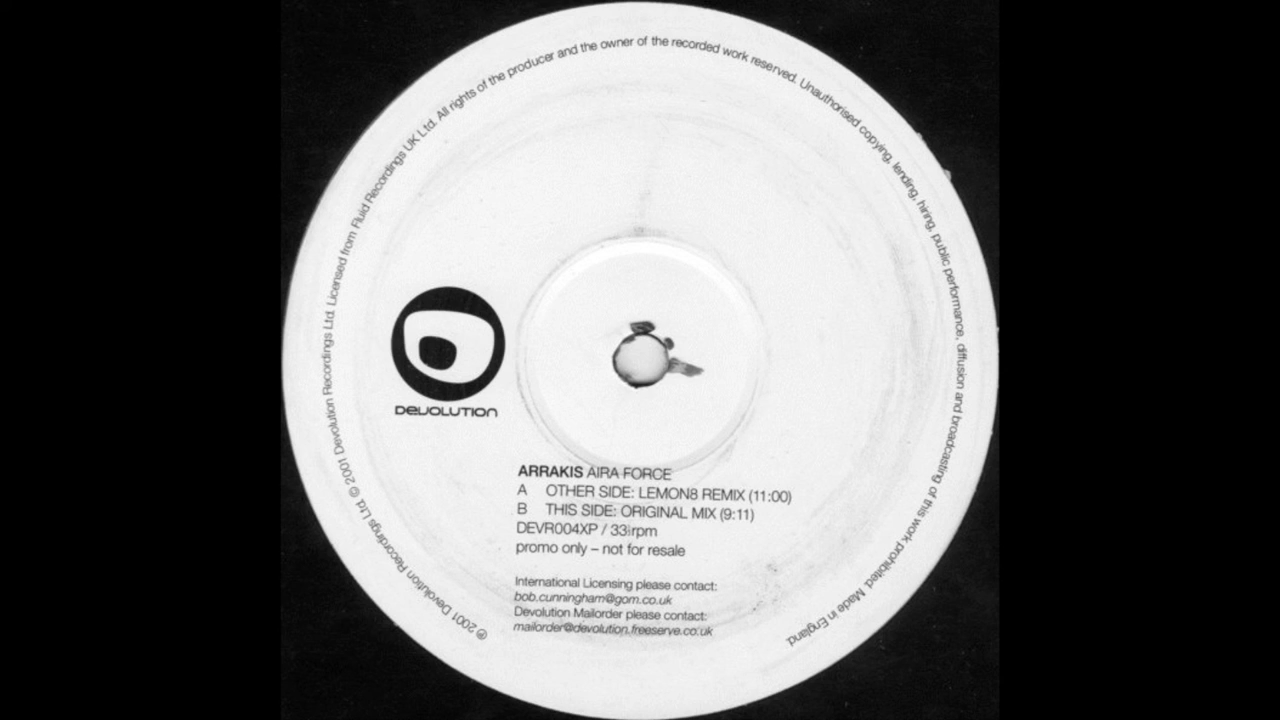 ℗ 2001 Devolution Recordings Ltd. © 2001 Devolution Recordings Ltd. Licensed from Fluid Recordings UK Ltd. All rights of the producer and the owner of the recorded work reserved. Unauthorised copying, lending, hiring, public performance, diffusion and broadcasting of this work prohibited. Made in England.
DEVOLUTION
ARRAKIS AIRA FORCE
A OTHER SIDE: LEMON8 REMIX (11:00)
B THIS SIDE: ORIGINAL MIX (9:11)
DEVR004XP / 33⅓rpm
promo only – not for resale
International Licensing please contact:
bob.cunningham@gom.co.uk
Devolution Mailorder please contact:
mailorder@devolution.freeserve.co.uk